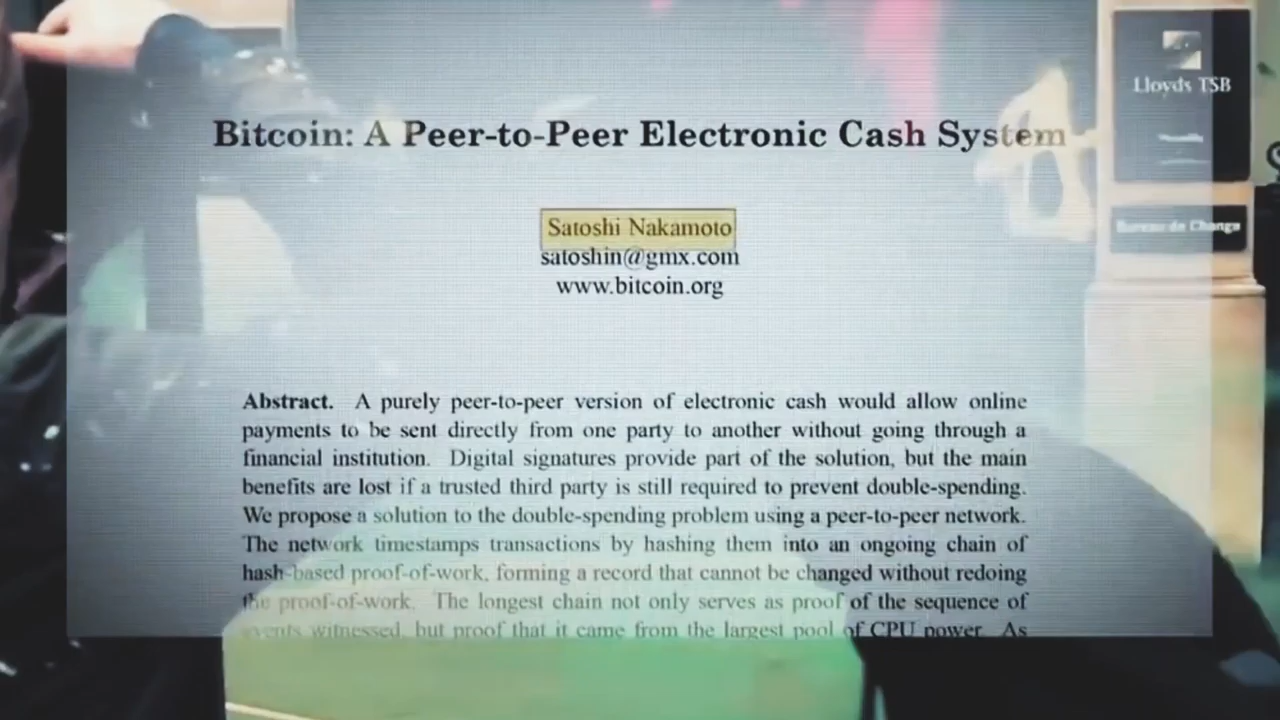 Lloyds TSB
Bitcoin: A Peer-to-Peer Electronic Cash System
Bureau de Change
Satoshi Nakamoto
satoshin@gmx.com
www.bitcoin.org
Abstract. A purely peer-to-peer version of electronic cash would allow online
payments to be sent directly from one party to another without going through a
financial institution. Digital signatures provide part of the solution, but the main
benefits are lost if a trusted third party is still required to prevent double-spending.
We propose a solution to the double-spending problem using a peer-to-peer network.
The network timestamps transactions by hashing them into an ongoing chain of
hash-based proof-of-work, forming a record that cannot be changed without redoing
the proof-of-work. The longest chain not only serves as proof of the sequence of
events witnessed, but proof that it came from the largest pool of CPU power. As